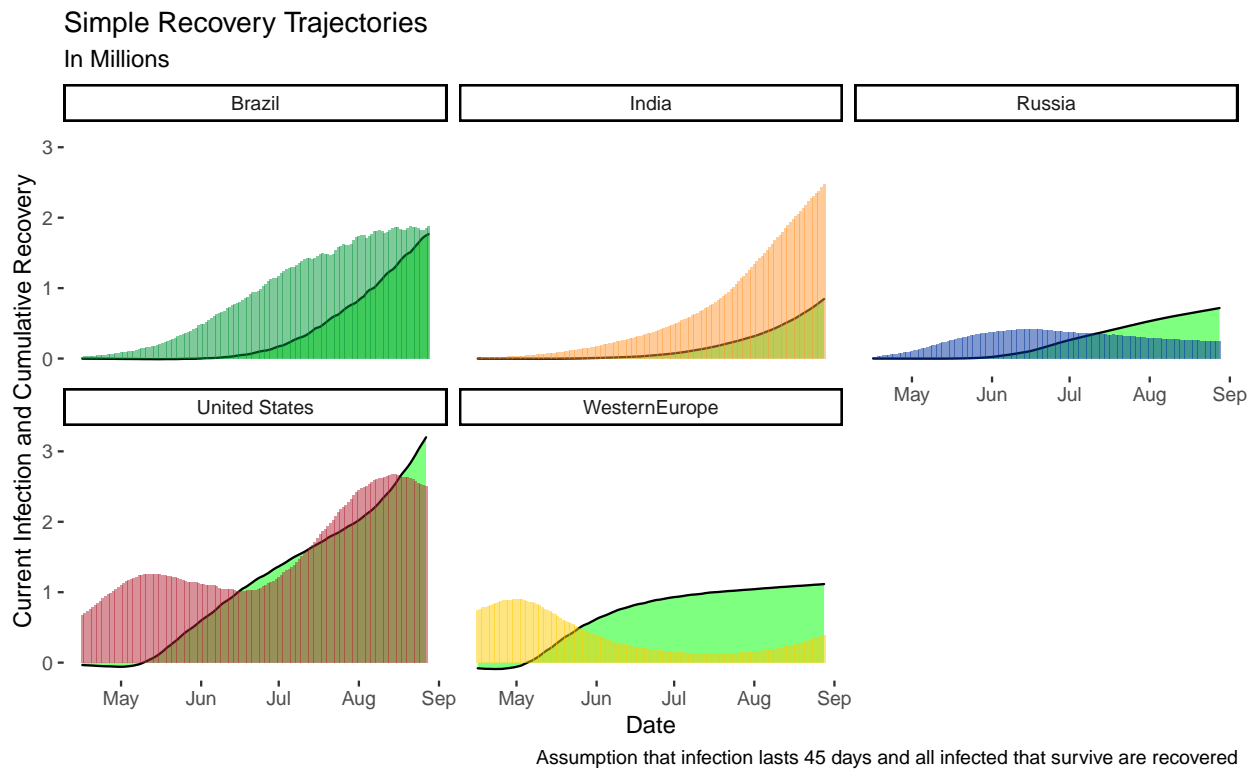 Simple Recovery Trajectories
In Millions
Brazil
India
Russia
3
2
1
0
May Jun Jul Aug Sep
United States
WesternEurope
3
2
1
0
May Jun Jul Aug Sep
May Jun Jul Aug Sep
Current Infection and Cumulative Recovery
Date
Assumption that infection lasts 45 days and all infected that survive are recovered